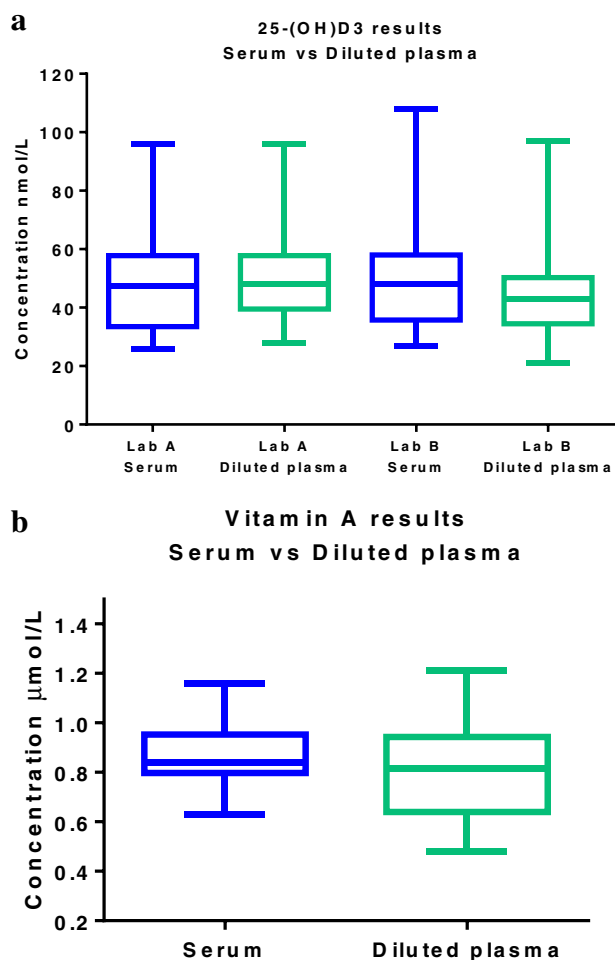 a
25-(OH)D3 results
Serum vs Diluted plasma
Concentration nmol/L
120
100
80
60
40
20
0
Lab A Lab A Lab B Lab B
Serum Diluted plasma Serum Diluted plasma
b
Vitamin A results
Serum vs Diluted plasma
Concentration μmol/L
1.4
1.2
1.0
0.8
0.6
0.4
0.2
Serum Diluted plasma